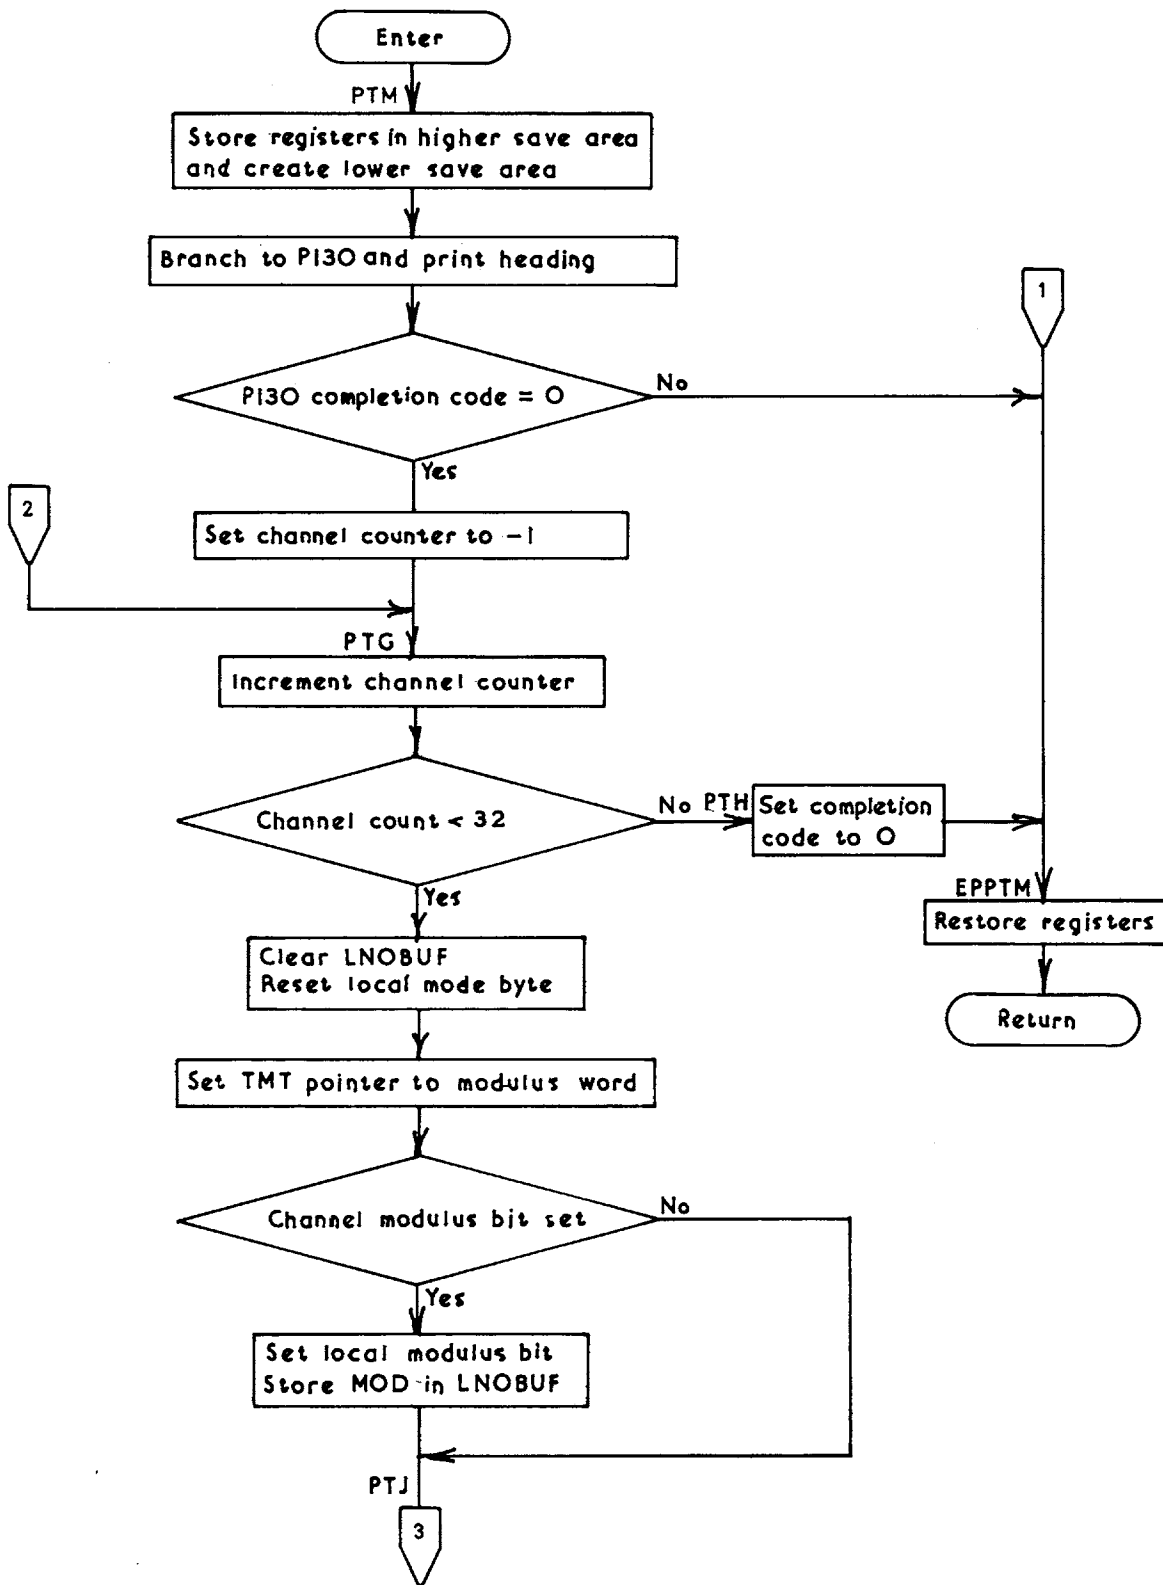 Enter
PTM
Store registers in higher save area
and create lower save area
Branch to P130 and print heading
1
P130 completion code = 0
No
Yes
2
Set channel counter to -1
PTG
Increment channel counter
Channel count < 32
No PTH
Set completion
code to 0
Yes
EPPTM
Restore registers
Clear LNOBUF
Reset local mode byte
Return
Set TMT pointer to modulus word
Channel modulus bit set
No
Yes
Set local modulus bit
Store MOD in LNOBUF
PTJ
3